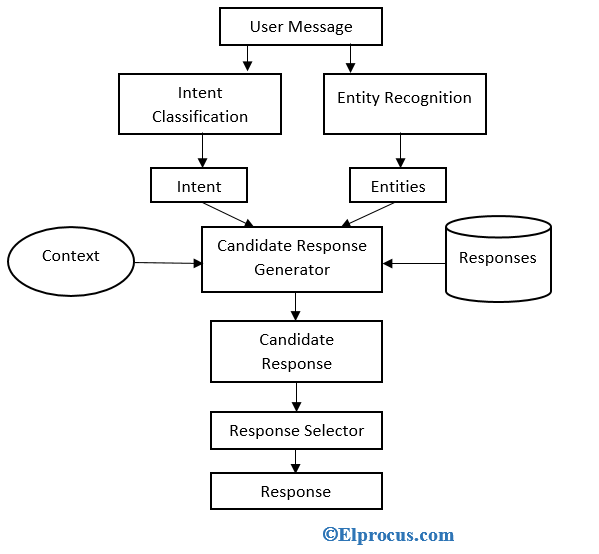 User Message
Intent
Classification
Entity Recognition
Intent
Entities
Context
Candidate Response
Generator
Responses
Candidate
Response
Response Selector
Response
©Elprocus.com